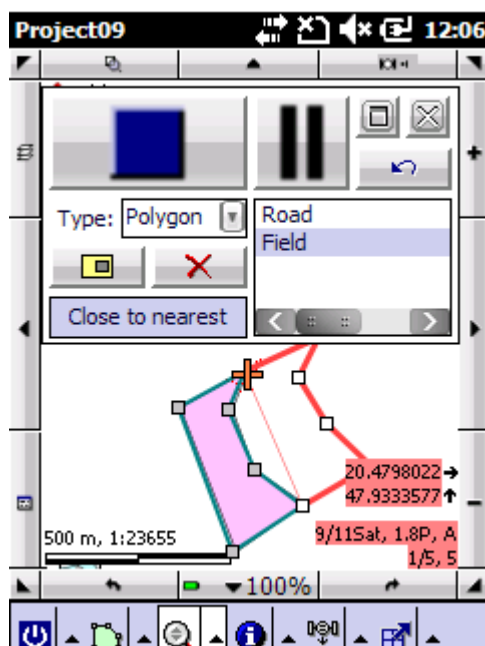 Project09 12:06
Type: Polygon
Road
Field
Close to nearest
20.4798022
47.9333577
500 m, 1:23655
9/11Sat, 1.8P, A
1/5, 5
100%